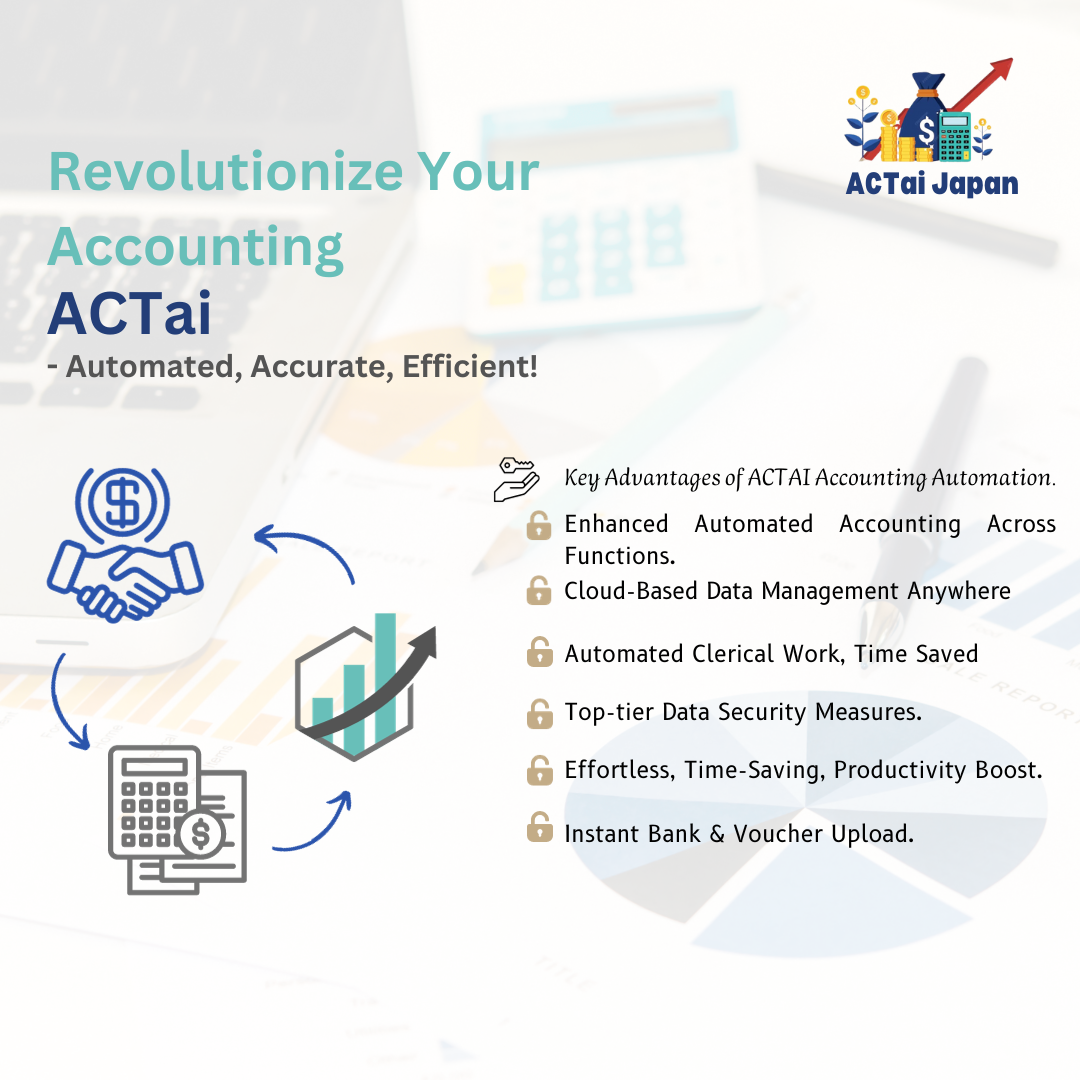 ACTai Japan
Revolutionize Your
Accounting
ACTai
- Automated, Accurate, Efficient!
Key Advantages of ACTAI Accounting Automation.
Enhanced Automated Accounting Across
Functions.
Cloud-Based Data Management Anywhere
Automated Clerical Work, Time Saved
Top-tier Data Security Measures.
Effortless, Time-Saving, Productivity Boost.
Instant Bank & Voucher Upload.
TITLE